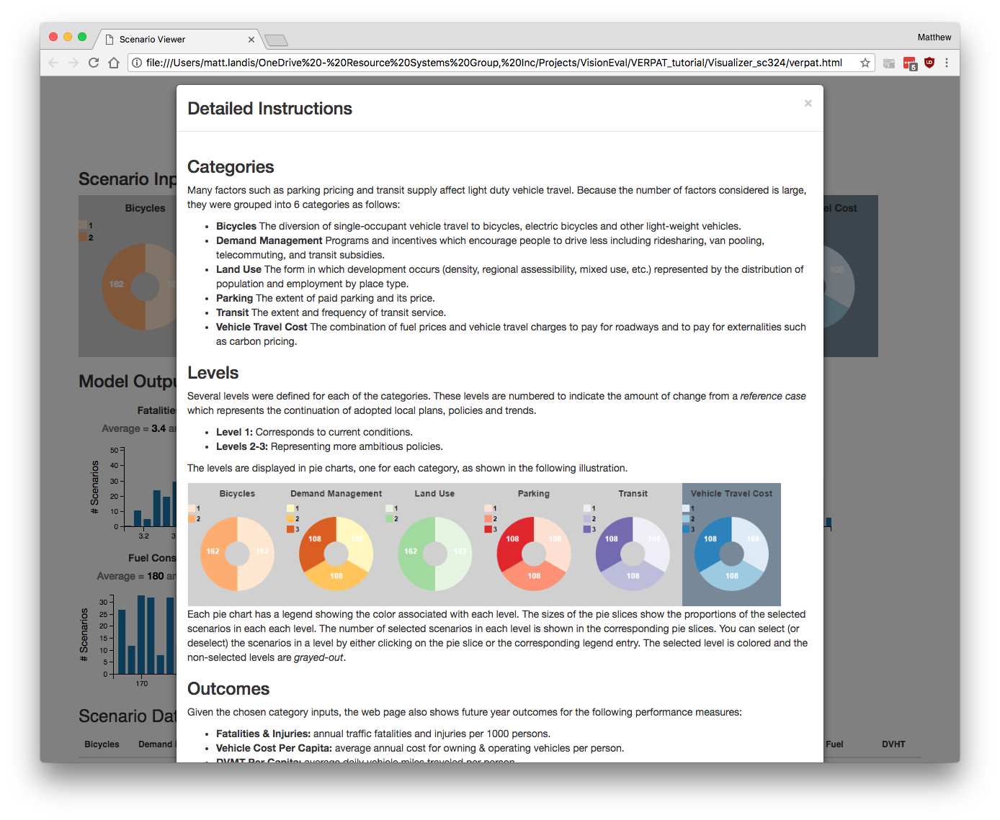 Scenario Viewer
Matthew
file:///Users/matt.landis/OneDrive%20-%20Resource%20Systems%20Group,%20Inc/Projects/VisionEval/VERPAT_tutorial/Visualizer_sc324/verpat.html
5
Detailed Instructions
×
Categories
Many factors such as parking pricing and transit supply affect light duty vehicle travel. Because the number of factors considered is large,
they were grouped into 6 categories as follows:
• Bicycles The diversion of single-occupant vehicle travel to bicycles, electric bicycles and other light-weight vehicles.
• Demand Management Programs and incentives which encourage people to drive less including ridesharing, van pooling,
telecommuting, and transit subsidies.
• Land Use The form in which development occurs (density, regional assessibility, mixed use, etc.) represented by the distribution of
population and employment by place type.
• Parking The extent of paid parking and its price.
• Transit The extent and frequency of transit service.
• Vehicle Travel Cost The combination of fuel prices and vehicle travel charges to pay for roadways and to pay for externalities such
as carbon pricing.
Levels
Several levels were defined for each of the categories. These levels are numbered to indicate the amount of change from a reference case
which represents the continuation of adopted local plans, policies and trends.
• Level 1: Corresponds to current conditions.
• Levels 2-3: Representing more ambitious policies.
The levels are displayed in pie charts, one for each category, as shown in the following illustration.
Bicycles
1
2
162
162
Demand Management
1
2
3
108
108
108
Land Use
1
2
162
162
Parking
1
2
3
108
108
108
Transit
1
2
3
108
108
108
Vehicle Travel Cost
1
2
3
108
108
108
Each pie chart has a legend showing the color associated with each level. The sizes of the pie slices show the proportions of the selected
scenarios in each each level. The number of selected scenarios in each level is shown in the corresponding pie slices. You can select (or
deselect) the scenarios in a level by either clicking on the pie slice or the corresponding legend entry. The selected level is colored and the
non-selected levels are grayed-out.
Outcomes
Given the chosen category inputs, the web page also shows future year outcomes for the following performance measures:
• Fatalities & Injuries: annual traffic fatalities and injuries per 1000 persons.
• Vehicle Cost Per Capita: average annual cost for owning & operating vehicles per person.
• DVMT Per Capita: average daily vehicle miles traveled per person.
Scenario Inp
Bicycles
1
2
162
16
el Cost
108
Model Outpu
Fatalitie
Average = 3.4 an
# Scenarios
50
40
30
20
10
0
3.2
3
Fuel Cons
Average = 180 an
# Scenarios
30
25
20
15
10
5
0
170
Scenario Dat
Bicycles
Demand
Fuel
DVHT